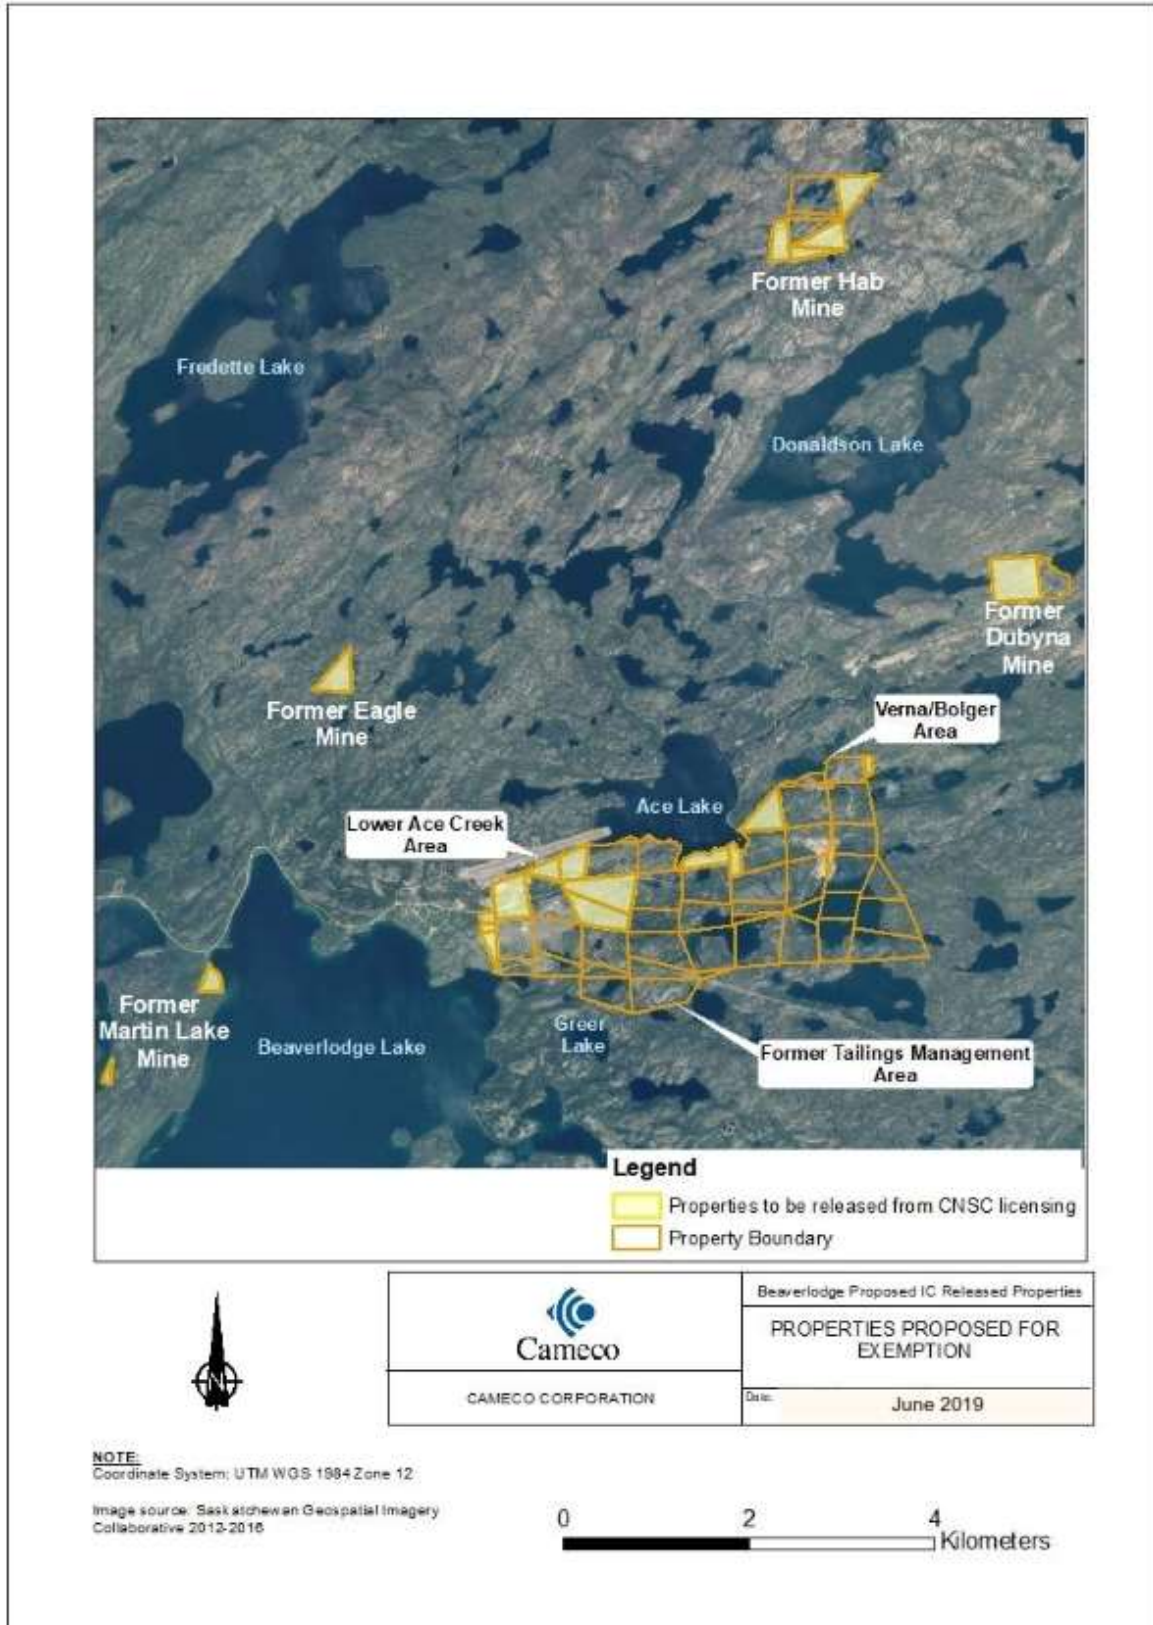 Former Hab
Mine
Fredette Lake
Donaldson Lake
Former
Dubyna
Mine
Former Eagle
Mine
Verna/Bolger
Area
Ace Lake
Lower Ace Creek
Area
Former
Martin Lake
Mine
Beaverlodge Lake
Greer
Lake
Former Tailings Management
Area
Legend
Properties to be released from CNSC licensing
Property Boundary
N
Cameco
CAMECO CORPORATION
Beaverlodge Proposed IC Released Properties
PROPERTIES PROPOSED FOR
EXEMPTION
Date:
June 2019
NOTE:
Coordinate System: UTM WGS 1984 Zone 12
Image source: Saskatchewan Geospatial Imagery
Collaborative 2012-2016
0 2 4
Kilometers